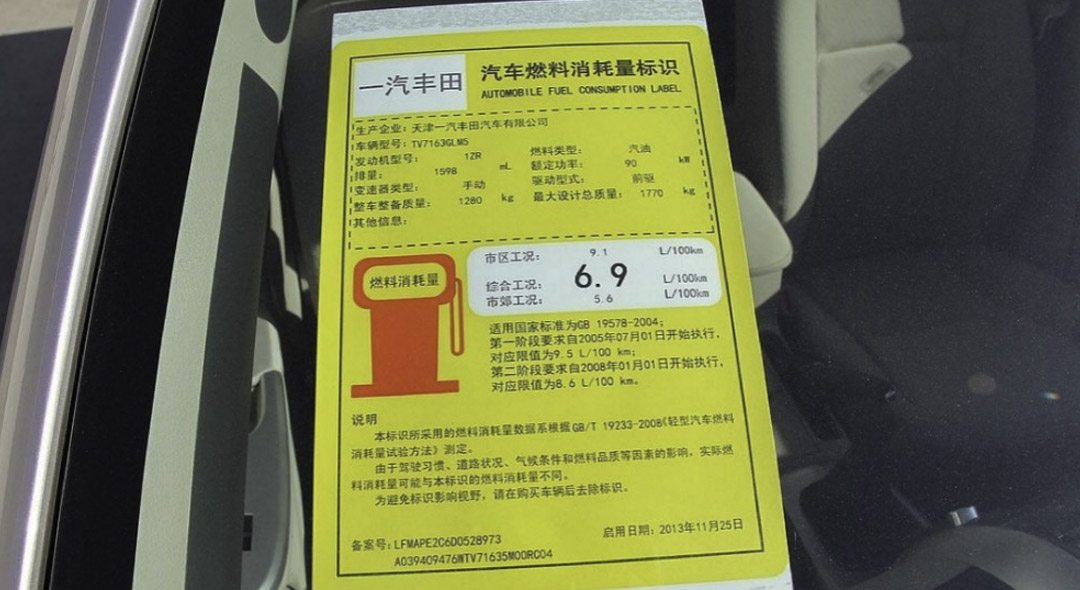 一汽丰田
汽车燃料消耗量标识
AUTOMOBILE FUEL CONSUMPTION LABEL
生产企业：天津一汽丰田汽车有限公司
车辆型号：TV7163GLM5
发动机型号： 1ZR 燃料类型： 汽油
排量： 1598 mL 额定功率： 90 kW
变速器类型： 手动 驱动型式： 前驱
整车整备质量： 1280 kg 最大设计总质量： 1770 kg
其他信息：
燃料消耗量
市区工况： 9.1 L/100km
综合工况： 6.9 L/100km
市郊工况： 5.6 L/100km
适用国家标准为GB 19578-2004；
第一阶段要求自2005年07月01日开始执行，
对应限值为9.5 L/100 km；
第二阶段要求自2008年01月01日开始执行，
对应限值为8.6 L/100 km。
说明
本标识所采用的燃料消耗量数据系根据GB/T 19233-2008《轻型汽车燃料
消耗量试验方法》测定。
由于驾驶习惯、道路状况、气候条件和燃料品质等因素的影响，实际燃
料消耗量可能与本标识的燃料消耗量不同。
为避免标识影响视野，请在购买车辆后去除标识。
备案号：LFMAPE2C6D0528973 启用日期：2013年11月25日
A039409476WTV71635M00RC04